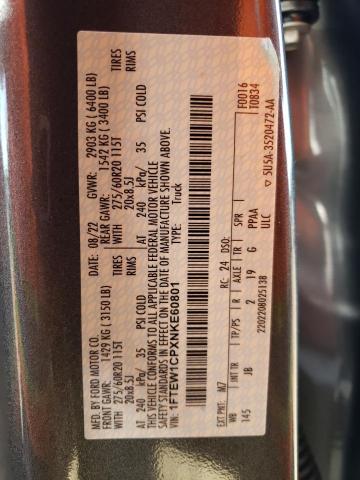 MFD. BY FORD MOTOR CO.
DATE: 08/22 GVWR: 2903 KG ( 6400 LB)
FRONT GAWR: 1429 KG ( 3150 LB) REAR GAWR: 1542 KG ( 3400 LB)
275/60R20 115T TIRES 275/60R20 115T
20x8.5J RIMS 20x8.5J
AT 240 kPa/ 35 PSI COLD AT 240 kPa/ 35 PSI COLD
THIS VEHICLE CONFORMS TO ALL APPLICABLE FEDERAL MOTOR VEHICLE
SAFETY STANDARDS IN EFFECT ON THE DATE OF MANUFACTURE SHOWN ABOVE.
VIN: 1FTEW1CPXNKE60801
TYPE: Truck
F0016
T0834
EXT PNT: M7 RC: 24 DSO:
WB INT TR TP/PS R AXLE TR SPR
145 JB 2 19 G PPAA
ULC
2202208025138
5U5A-3520472-AA